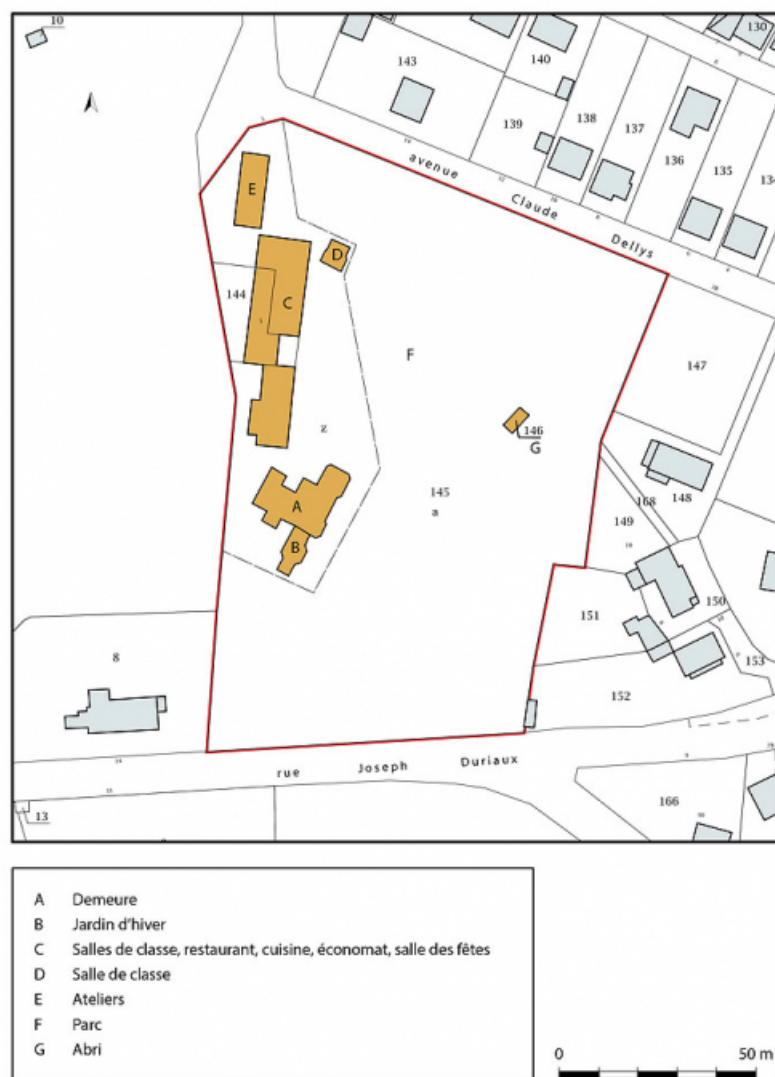 10
130
143
140
139
138
137
136
135
134
avenue Claude Dellys
E
D
144
C
147
F
z
146
G
145
a
168
148
149
A
B
151
150
153
8
152
rue Joseph Duriaux
166
13
A Demeure
B Jardin d'hiver
C Salles de classe, restaurant, cuisine, économat, salle des fêtes
D Salle de classe
E Ateliers
F Parc
G Abri
0 50 m